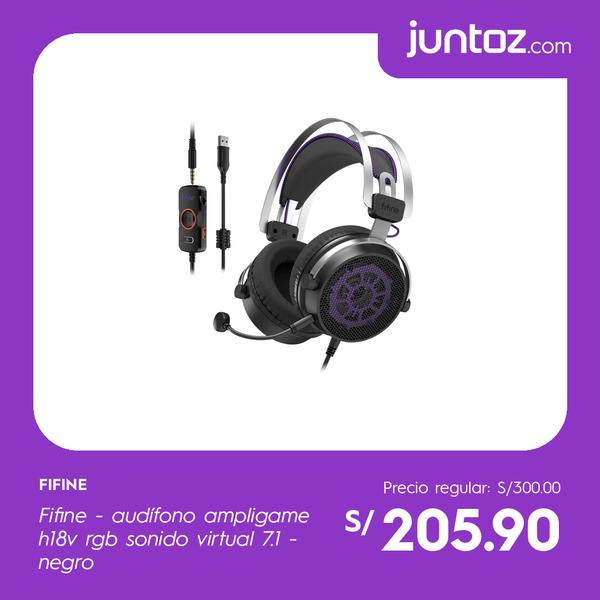 juntoz.com
fifine
fifine
FIFINE
Fifine - audífono ampligame
h18v rgb sonido virtual 7.1 -
negro
Precio regular: S/300.00
S/ 205.90